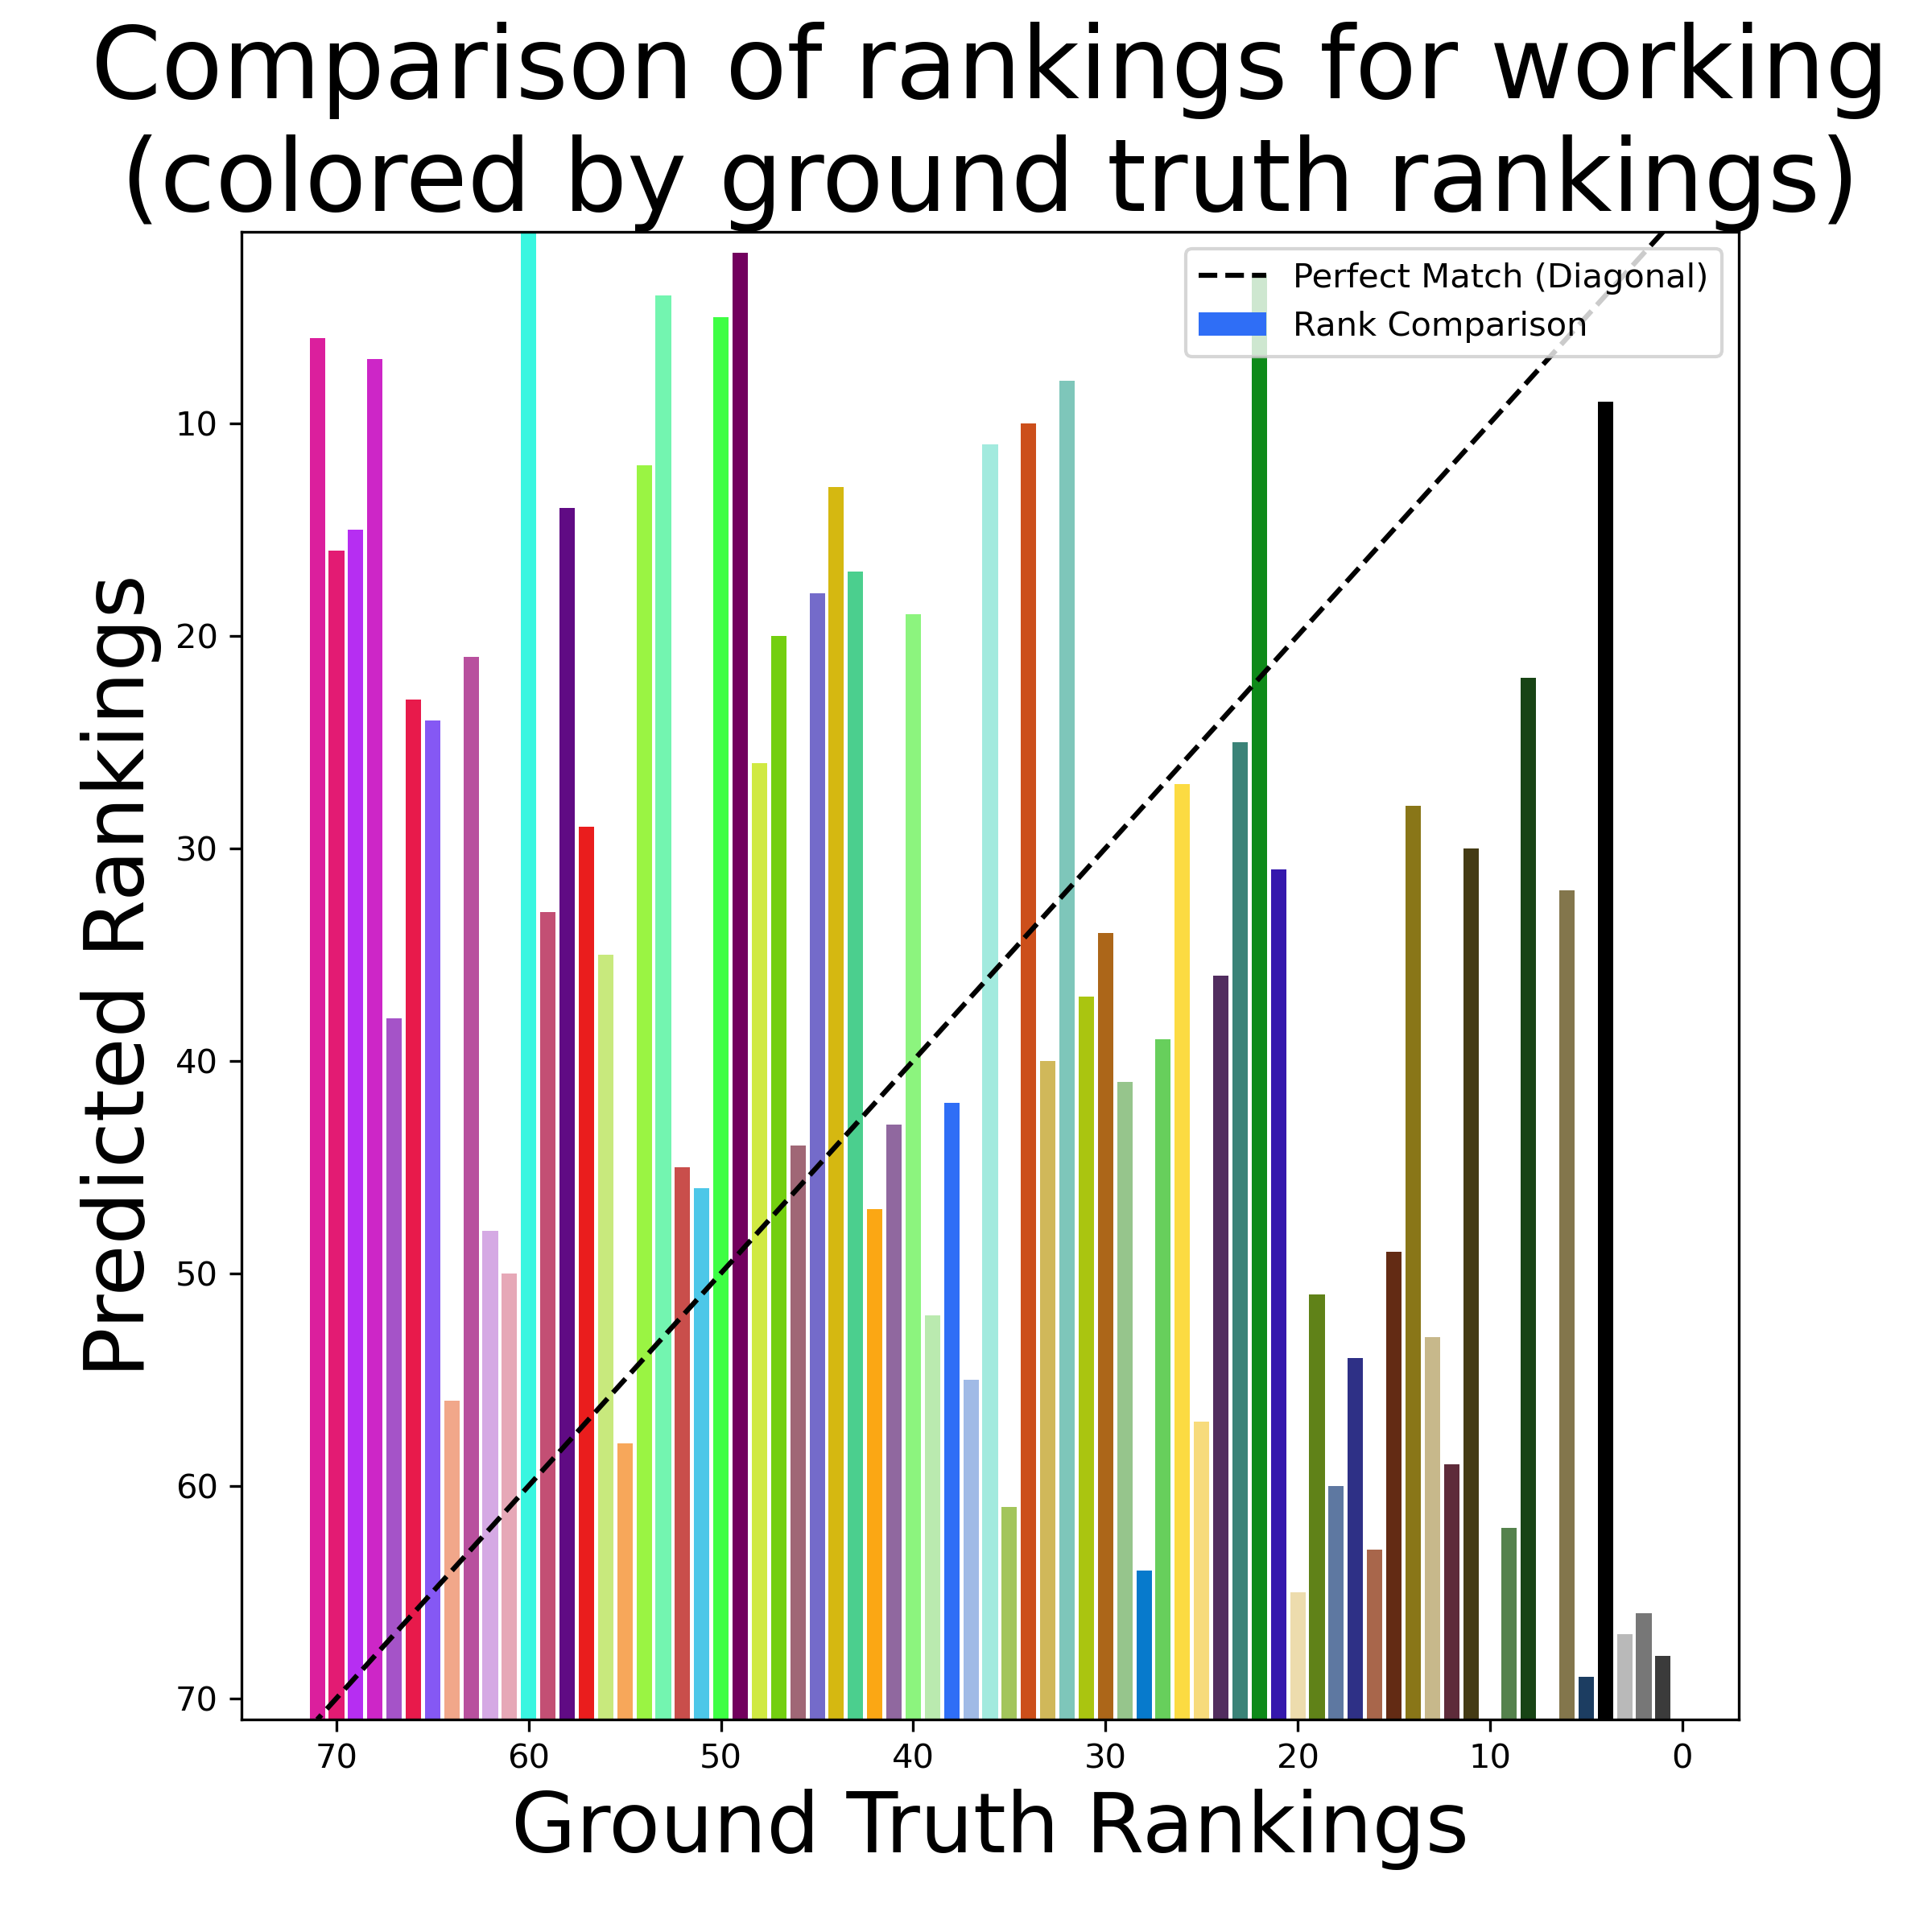 Comparison of rankings for working
(colored by ground truth rankings)
Perfect Match (Diagonal)
Rank Comparison
Predicted Rankings
10
20
30
40
50
60
70
70 60 50 40 30 20 10 0
Ground Truth Rankings